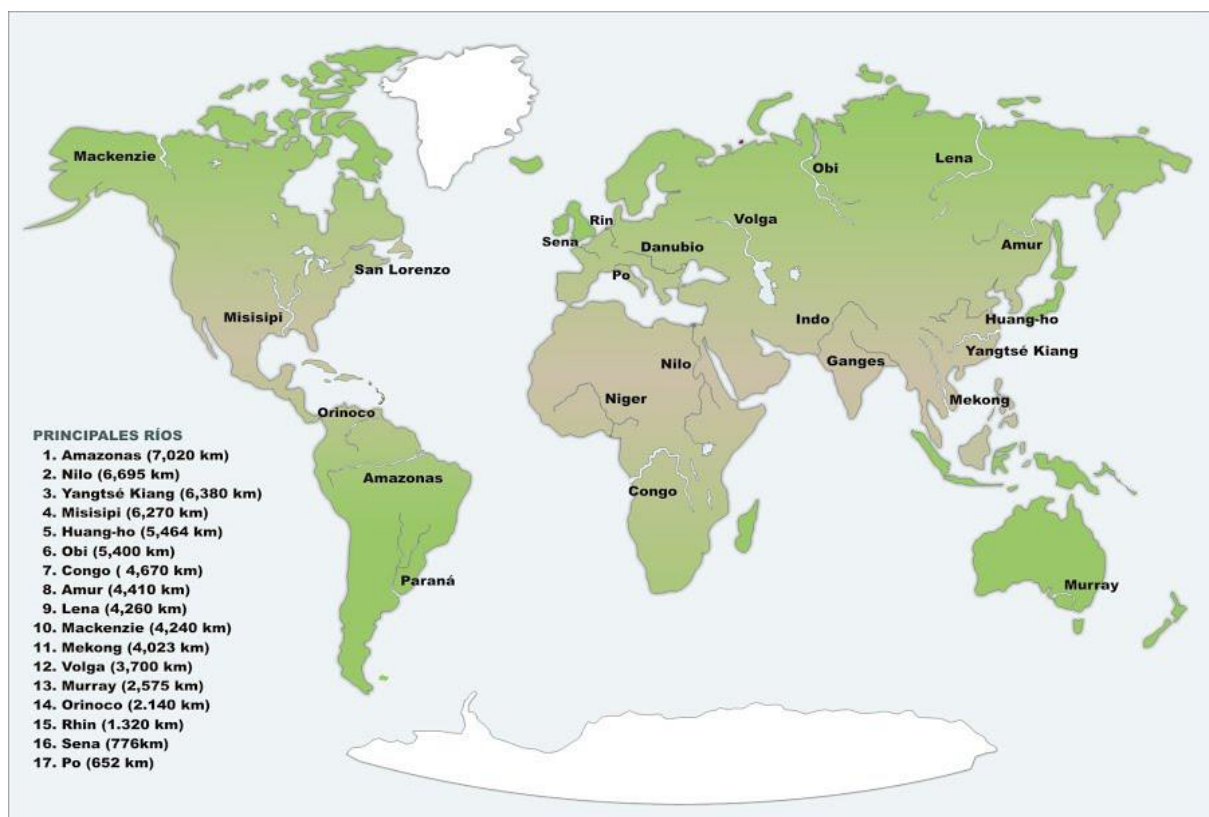 Mackenzie
Obi
Lena
Rin
Volga
Sena
Danubio
Amur
San Lorenzo
Po
Misisipi
Indo
Huang-ho
Yangtsé Kiang
Nilo
Ganges
Niger
Mekong
Orinoco
Amazonas
Congo
Paraná
Murray
PRINCIPALES RÍOS
1. Amazonas (7,020 km)
2. Nilo (6,695 km)
3. Yangtsé Kiang (6,380 km)
4. Misisipi (6,270 km)
5. Huang-ho (5,464 km)
6. Obi (5,400 km)
7. Congo ( 4,670 km)
8. Amur (4,410 km)
9. Lena (4,260 km)
10. Mackenzie (4,240 km)
11. Mekong (4,023 km)
12. Volga (3,700 km)
13. Murray (2,575 km)
14. Orinoco (2.140 km)
15. Rhin (1.320 km)
16. Sena (776km)
17. Po (652 km)